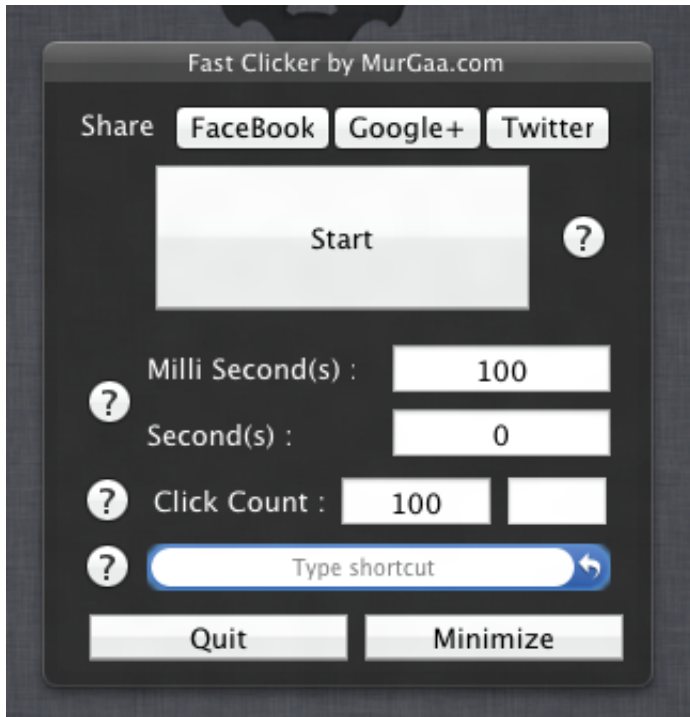 Fast Clicker by MurGaa.com
Share FaceBook Google+ Twitter
Start ?
Milli Second(s) : 100
?
Second(s) : 0
? Click Count : 100
? Type shortcut
Quit Minimize